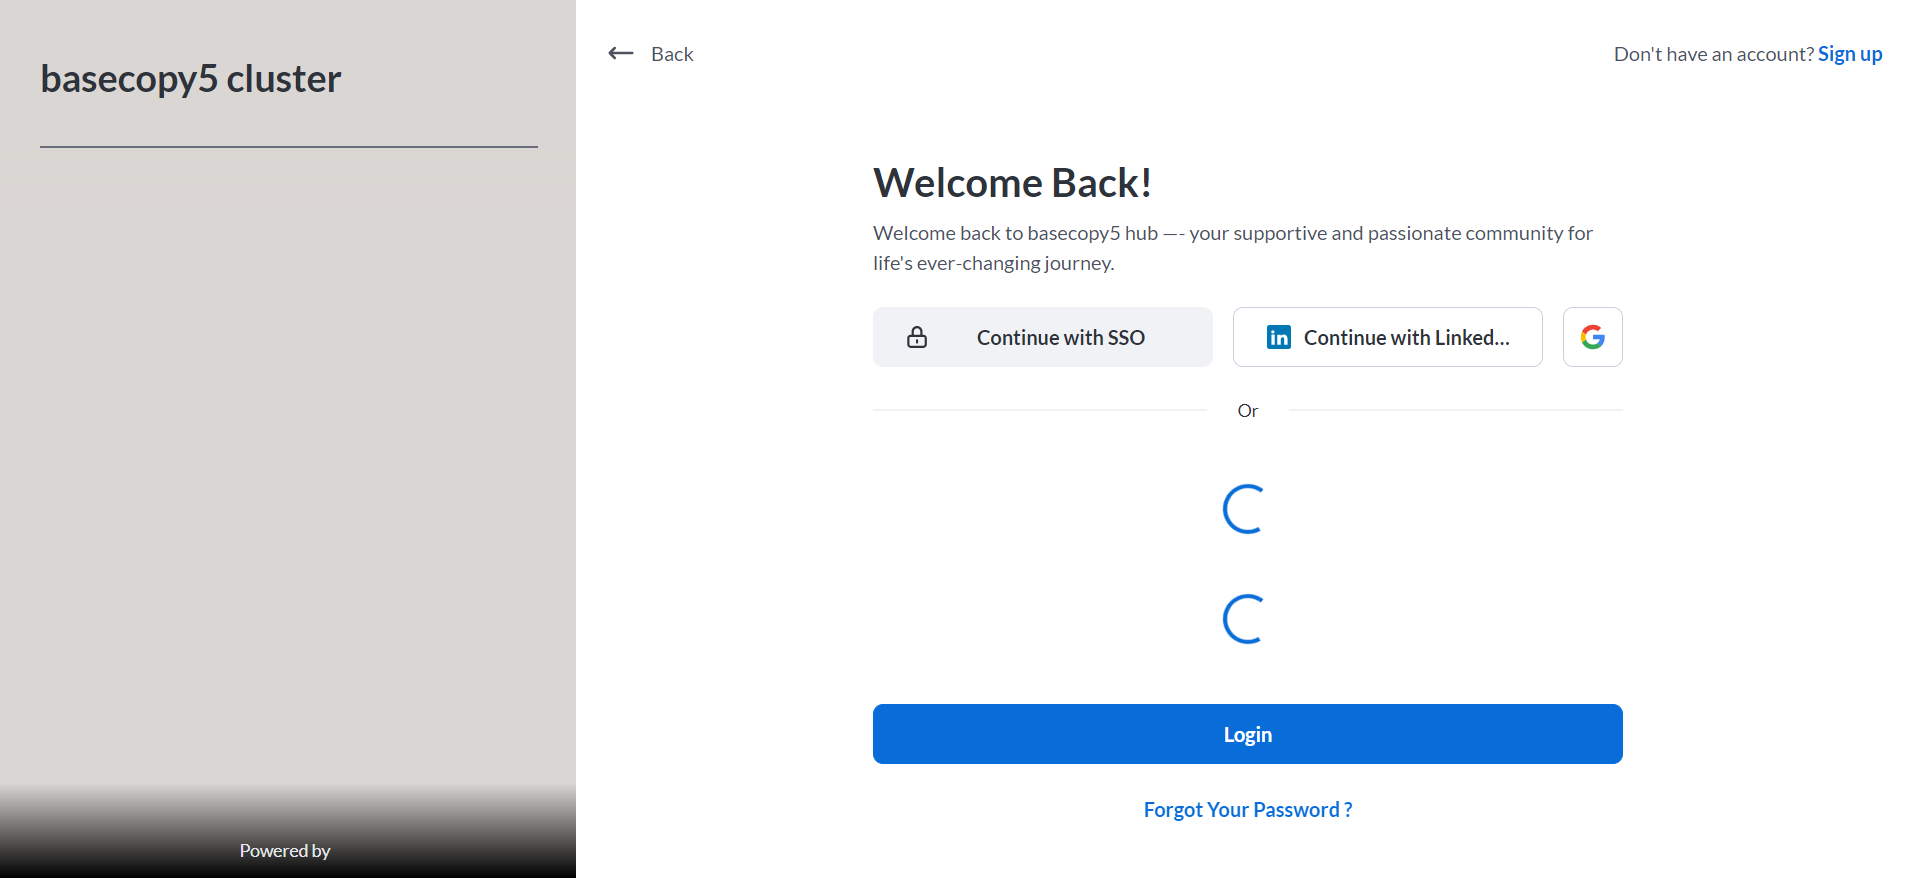 basecopy5 cluster
Back
Don't have an account? Sign up
Welcome Back!
Welcome back to basecopy5 hub —- your supportive and passionate community for
life's ever-changing journey.
Continue with SSO
in Continue with Linked...
G
Or
Login
Forgot Your Password ?
Powered by